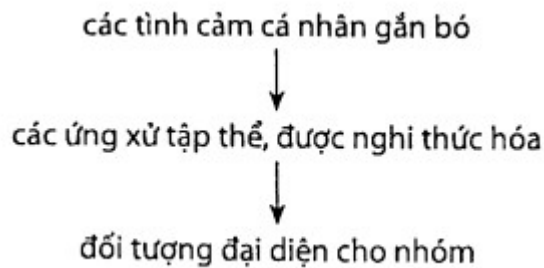 các tình cảm cá nhân gắn bó
các ứng xử tập thể, được nghi thức hóa
đối tượng đại diện cho nhóm